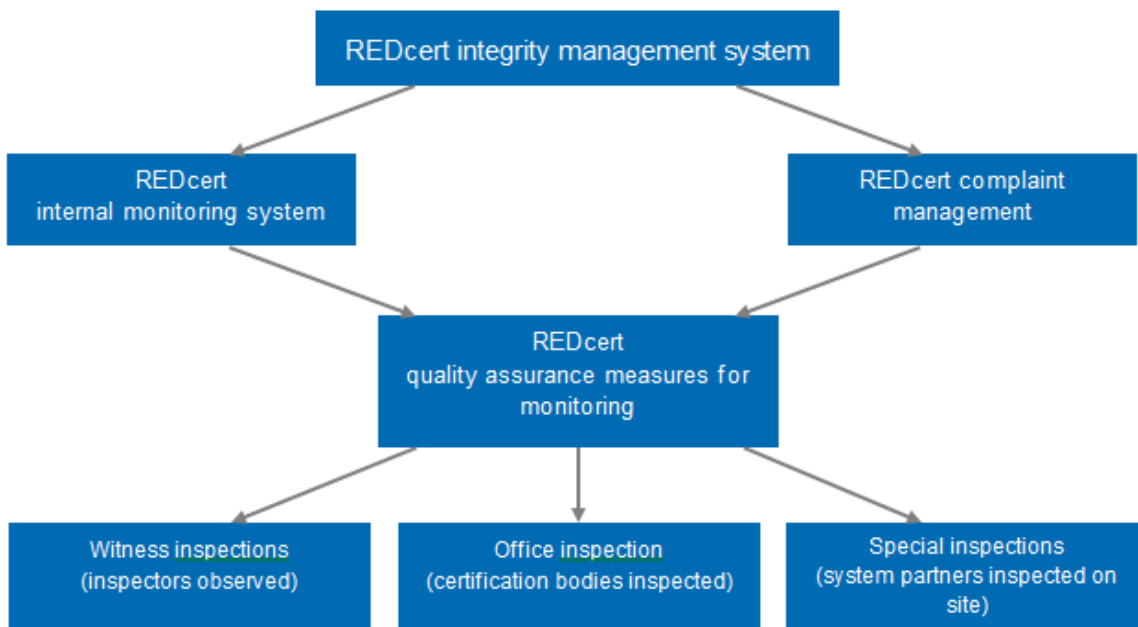 REDcert integrity management system
REDcert
internal monitoring system
REDcert complaint
management
REDcert
quality assurance measures for
monitoring
Witness inspections
(inspectors observed)
Office inspection
(certification bodies inspected)
Special inspections
(system partners inspected on
site)